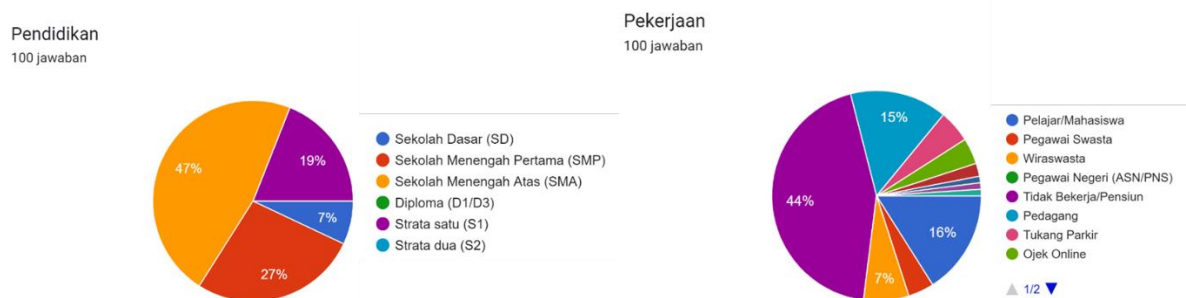 Pendidikan
100 jawaban
47%
19%
7%
27%
Sekolah Dasar (SD)
Sekolah Menengah Pertama (SMP)
Sekolah Menengah Atas (SMA)
Diploma (D1/D3)
Strata satu (S1)
Strata dua (S2)
Pekerjaan
100 jawaban
15%
44%
16%
7%
Pelajar/Mahasiswa
Pegawai Swasta
Wiraswasta
Pegawai Negeri (ASN/PNS)
Tidak Bekerja/Pensiun
Pedagang
Tukang Parkir
Ojek Online
1/2